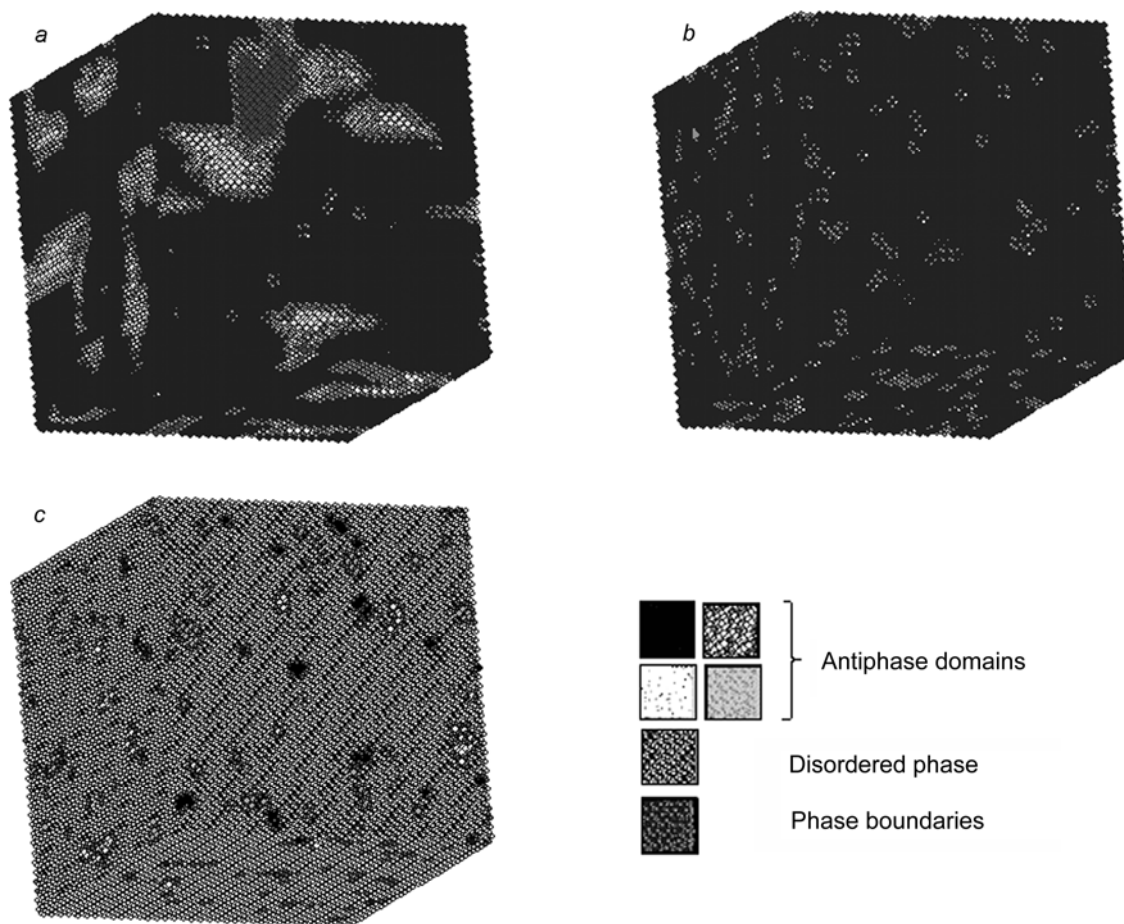 a
b
c
Antiphase domains
Disordered phase
Phase boundaries